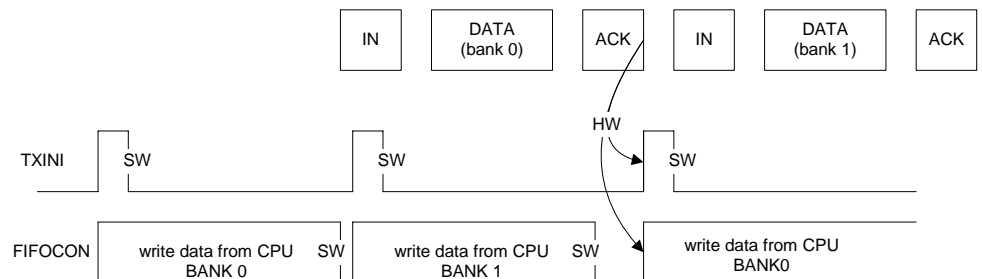 IN DATA ACK IN DATA ACK
(bank 0) (bank 1)
HW
TXINI SW SW SW
FIFOCON write data from CPU SW write data from CPU SW write data from CPU
BANK 0 BANK 1 BANK0